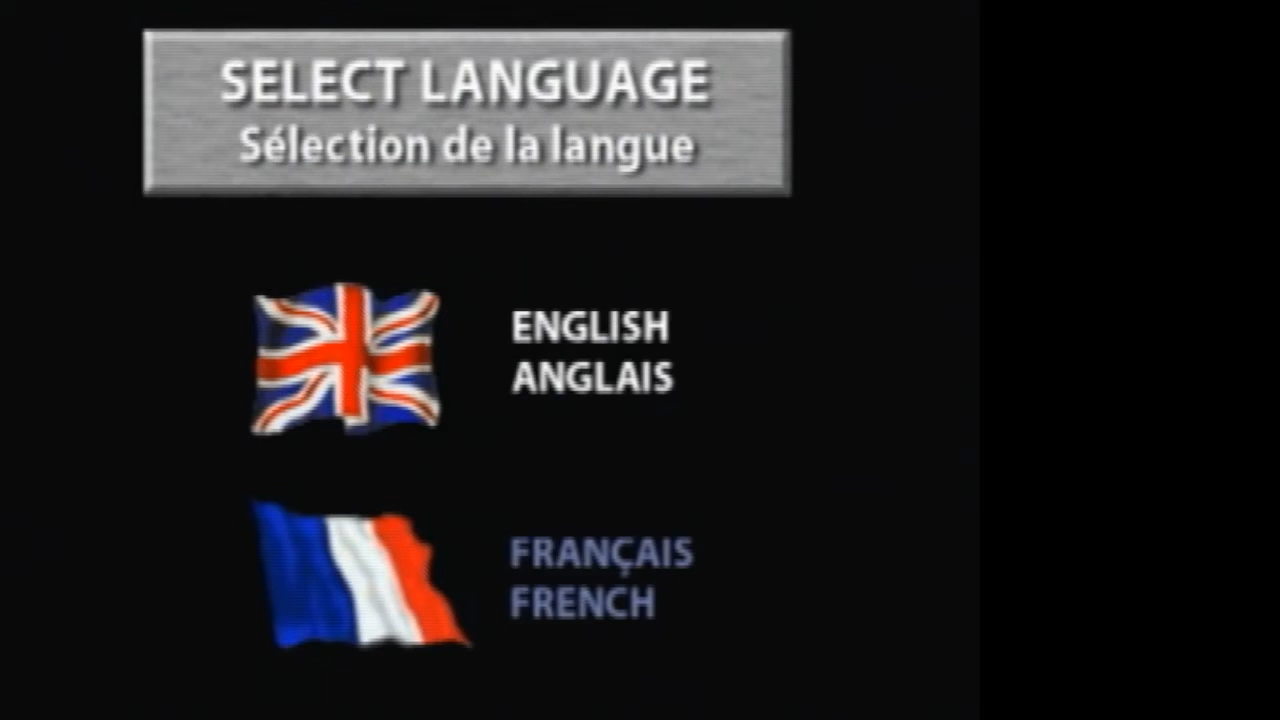 SELECT LANGUAGE
Sélection de la langue
ENGLISH
ANGLAIS
FRANÇAIS
FRENCH